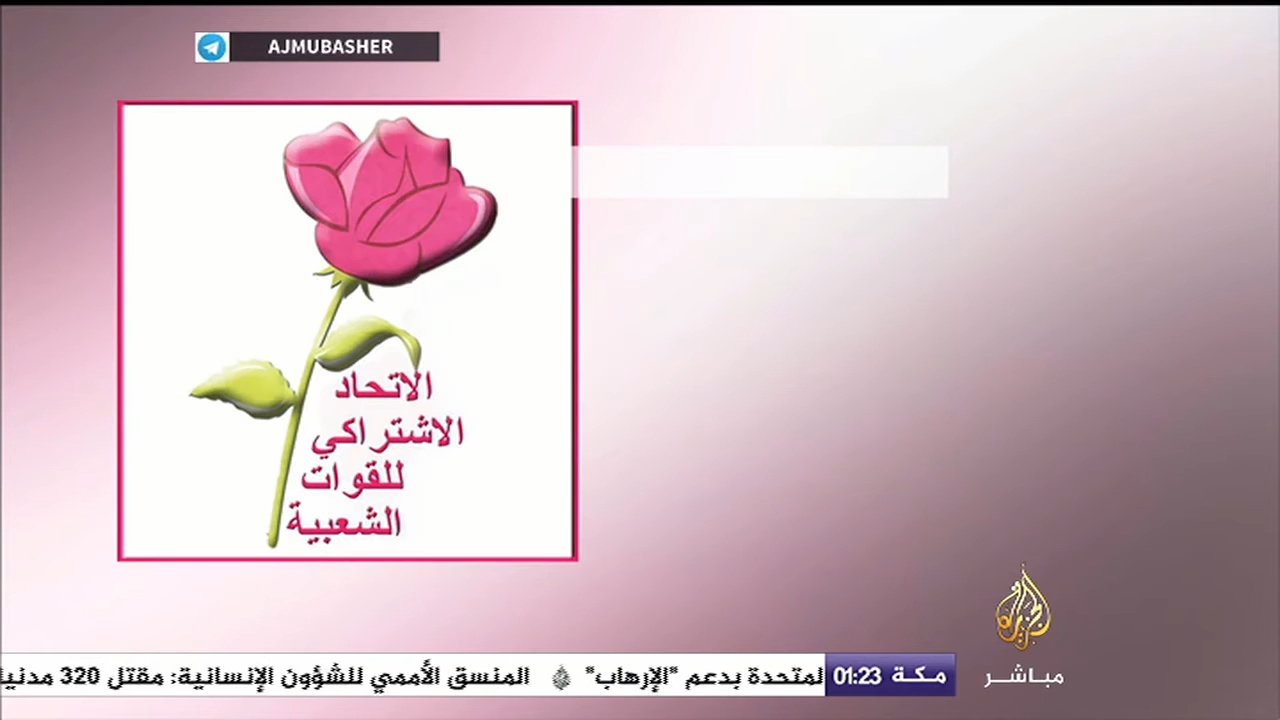 AJMUBASHER
الاتحاد
الاشتراكي
للقوات
الشعبية
الجزيرة
مباشر
مكة 01:23
لمتحدة بدعم "الإرهاب" المنسق الأممي للشؤون الإنسانية: مقتل 320 مدنيا